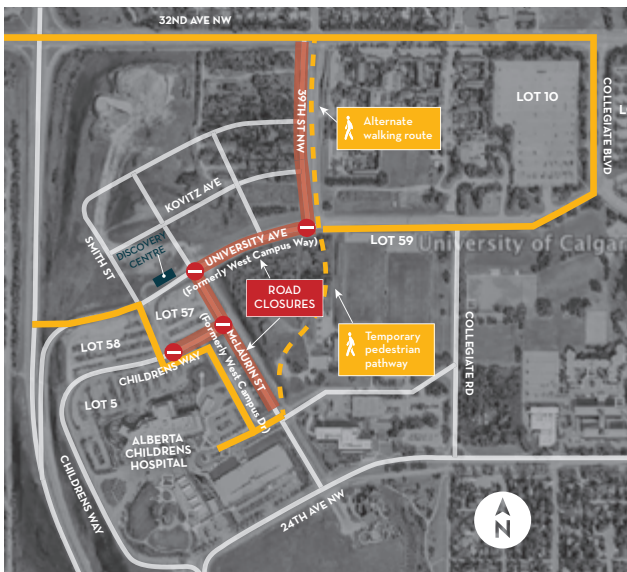 32ND AVE NW
39TH ST NW
LOT 10
COLLEGIATE BLVD
Alternate
walking route
KOVITZ AVE
SMITH ST
DISCOVERY
CENTRE
UNIVERSITY AVE
(Formerly West Campus Way)
LOT 59
University of Calgar
ROAD
CLOSURES
LOT 57
LOT 58
McLAURIN ST
(Formerly West Campus Dr)
Temporary
pedestrian
pathway
COLLEGIATE RD
CHILDRENS WAY
LOT 5
ALBERTA
CHILDRENS
HOSPITAL
CHILDRENS WAY
24TH AVE NW
N